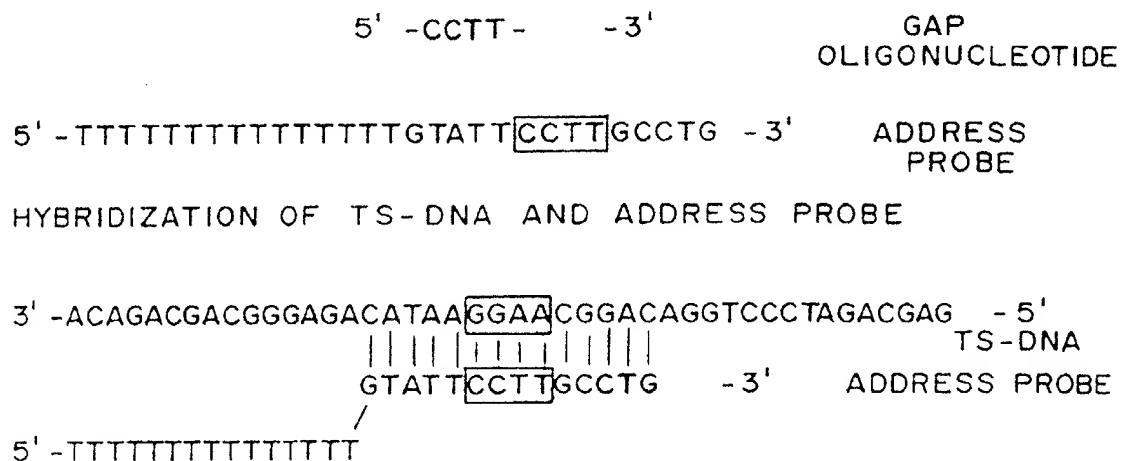 5' -CCTT- -3' GAP
OLIGONUCLEOTIDE
5' -TTTTTTTTTTTTTTTGTATTCCTTGCCTG -3' ADDRESS
PROBE
HYBRIDIZATION OF TS-DNA AND ADDRESS PROBE
3' -ACAGACGACGGGAGACATAAGGAACGGACAGGTCCCTAGACGAG -5'
TS-DNA
GTATTCCTTGCCTG -3' ADDRESS PROBE
5' -TTTTTTTTTTTTTTT